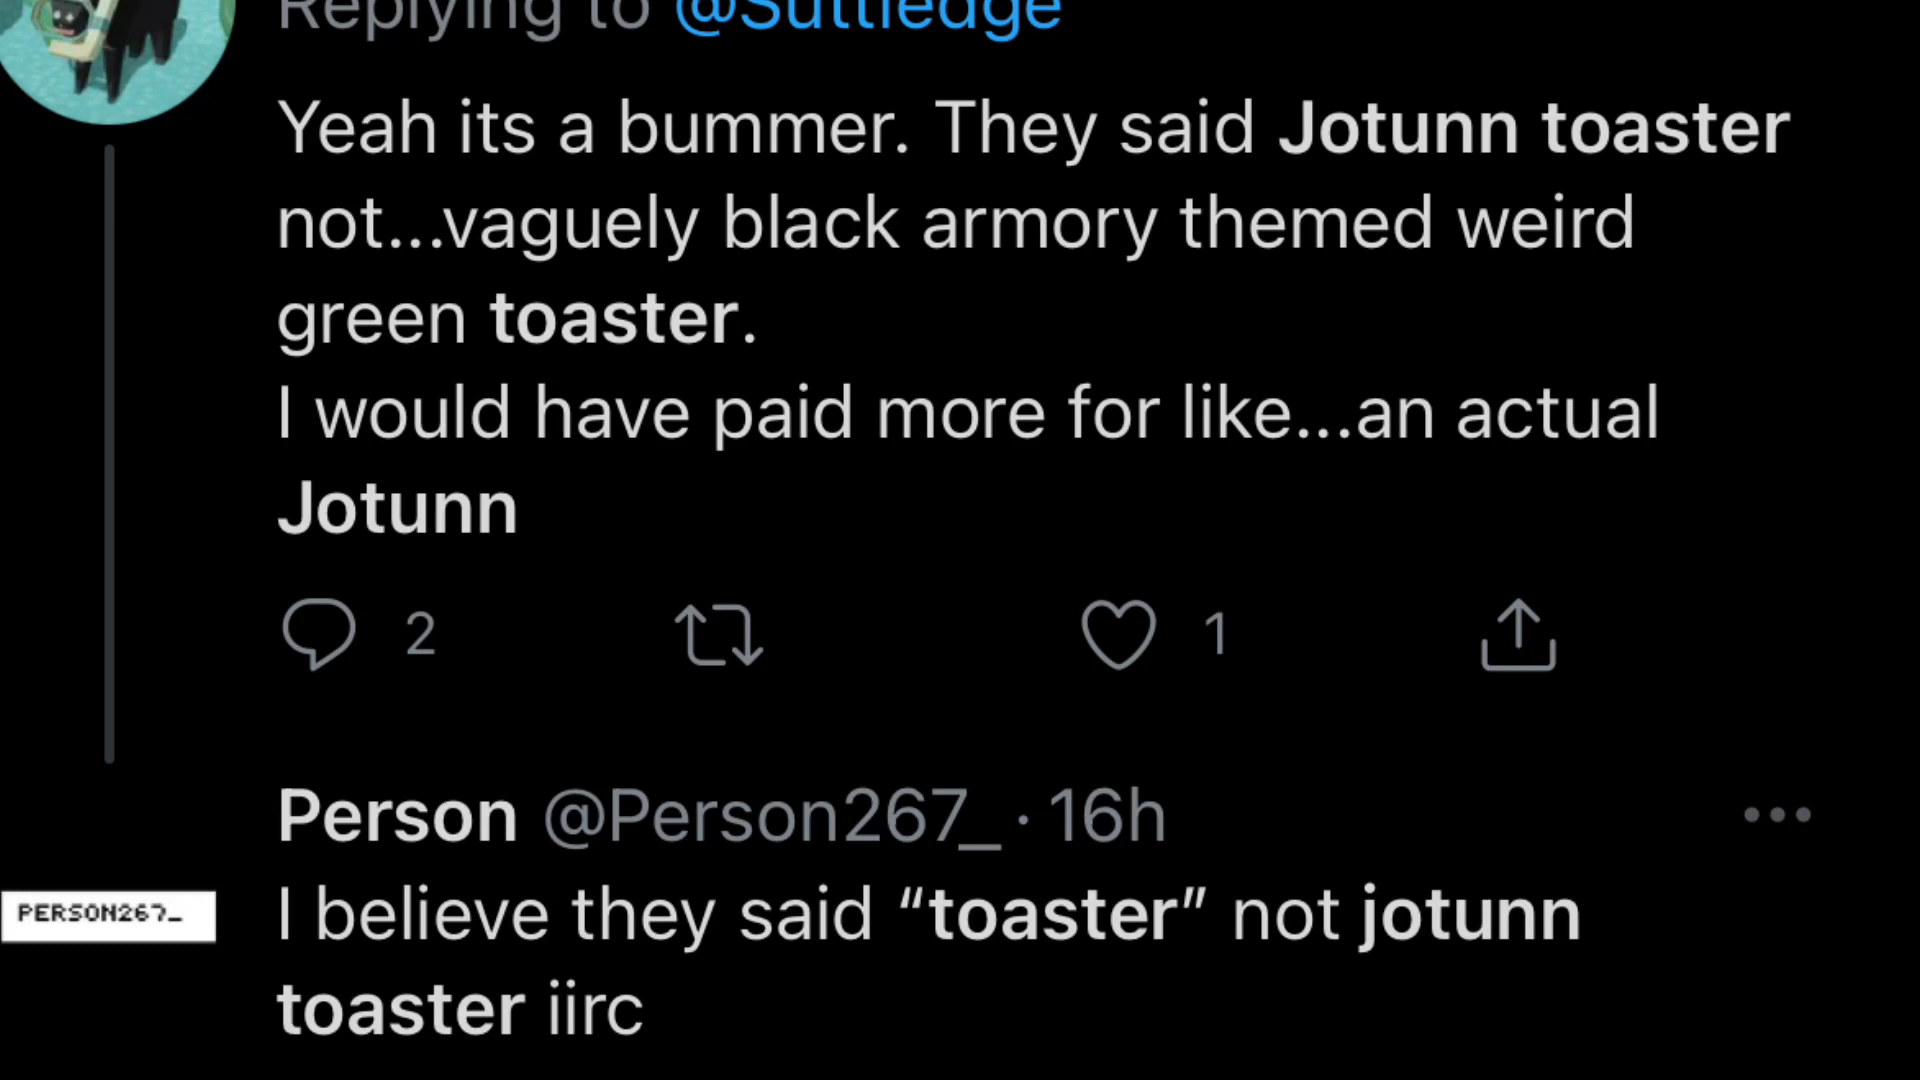 Replying to @Suttledge
Yeah its a bummer. They said Jotunn toaster
not...vaguely black armory themed weird
green toaster.
I would have paid more for like...an actual
Jotunn
2 1
Person @Person267_ · 16h
PERSON267_
I believe they said “toaster” not jotunn
toaster iirc